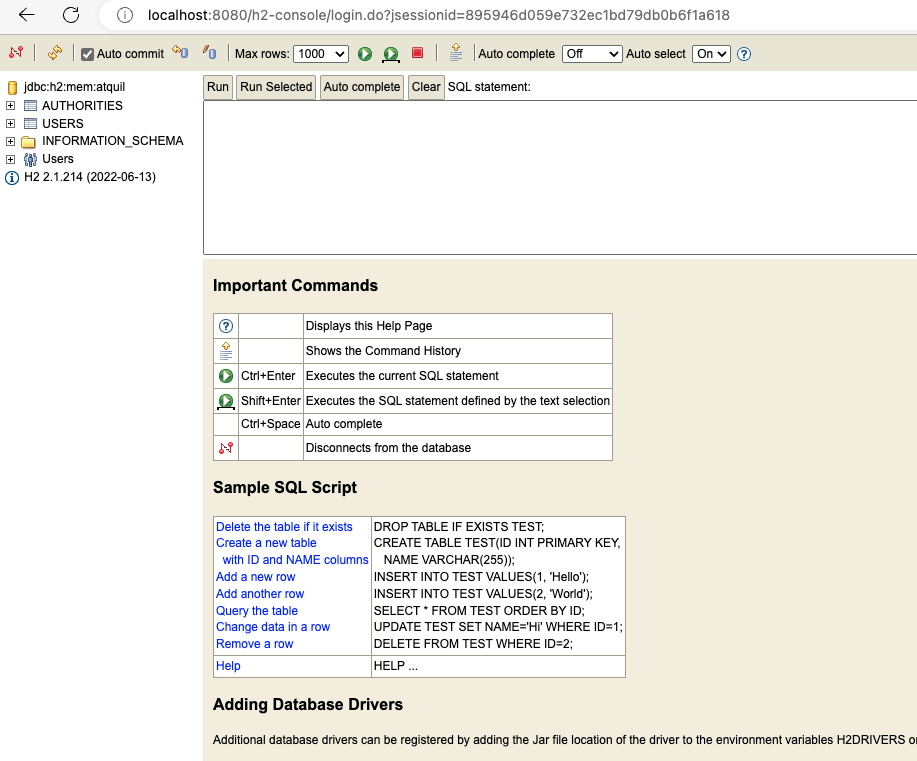 localhost:8080/h2-console/login.do?jsessionid=895946d059e732ec1bd79db0b6f1a618
Auto commit Max rows: 1000 Auto complete Off Auto select On
jdbc:h2:mem:atquil
AUTHORITIES
USERS
INFORMATION_SCHEMA
Users
H2 2.1.214 (2022-06-13)
Run Run Selected Auto complete Clear SQL statement:
Important Commands
Displays this Help Page
Shows the Command History
Ctrl+Enter Executes the current SQL statement
Shift+Enter Executes the SQL statement defined by the text selection
Ctrl+Space Auto complete
Disconnects from the database
Sample SQL Script
Delete the table if it exists DROP TABLE IF EXISTS TEST;
Create a new table CREATE TABLE TEST(ID INT PRIMARY KEY,
with ID and NAME columns NAME VARCHAR(255));
Add a new row INSERT INTO TEST VALUES(1, 'Hello');
Add another row INSERT INTO TEST VALUES(2, 'World');
Query the table SELECT * FROM TEST ORDER BY ID;
Change data in a row UPDATE TEST SET NAME='Hi' WHERE ID=1;
Remove a row DELETE FROM TEST WHERE ID=2;
Help HELP ...
Adding Database Drivers
Additional database drivers can be registered by adding the Jar file location of the driver to the environment variables H2DRIVERS